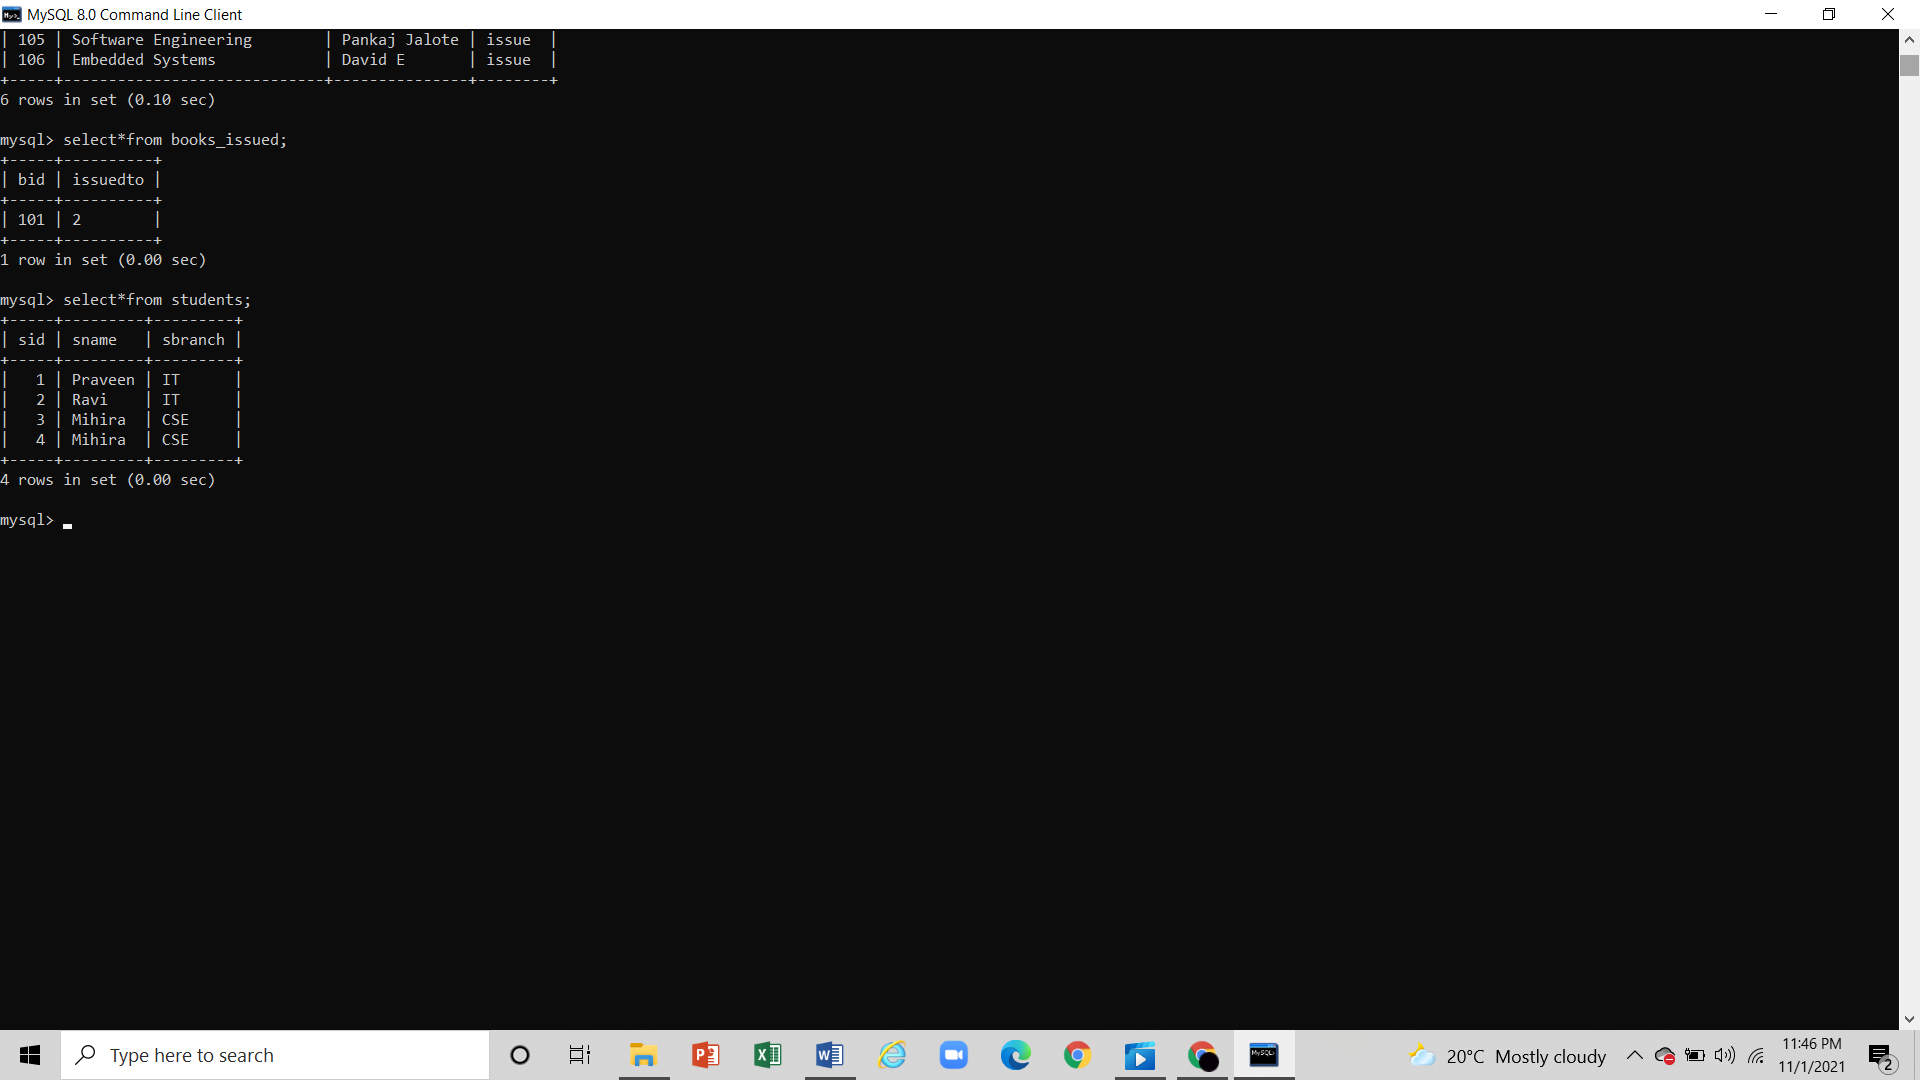 MySQL 8.0 Command Line Client
| 105 | Software Engineering        | Pankaj Jalote | issue  |
| 106 | Embedded Systems            | David E       | issue  |
+-----+-----------------------------+---------------+--------+
6 rows in set (0.10 sec)
mysql> select*from books_issued;
+-----+----------+
| bid | issuedto |
+-----+----------+
| 101 | 2        |
+-----+----------+
1 row in set (0.00 sec)
mysql> select*from students;
+-----+---------+---------+
| sid | sname   | sbranch |
+-----+---------+---------+
|   1 | Praveen | IT      |
|   2 | Ravi    | IT      |
|   3 | Mihira  | CSE     |
|   4 | Mihira  | CSE     |
+-----+---------+---------+
4 rows in set (0.00 sec)
mysql>
Type here to search
20°C Mostly cloudy
11:46 PM
11/1/2021
2